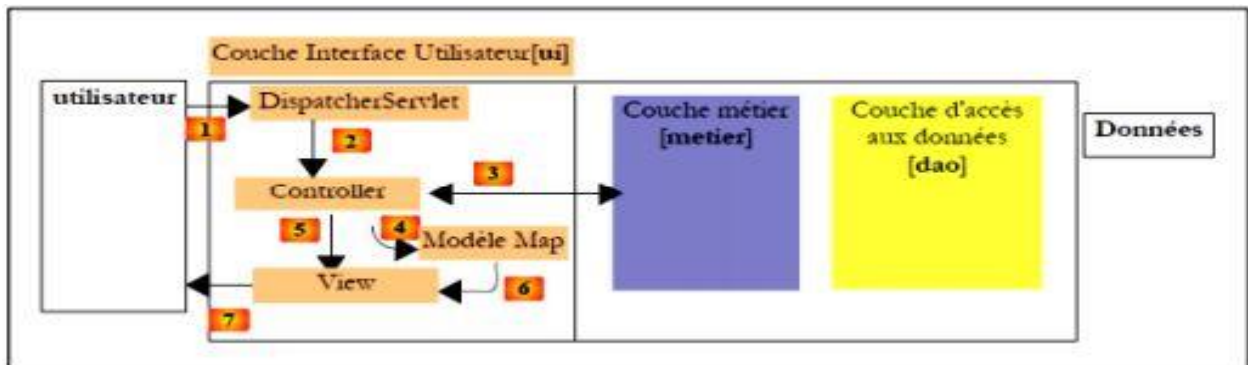 Couche Interface Utilisateur[ui]
utilisateur
DispatcherServlet
1
2
Couche métier
[metier]
Couche d'accès
aux données
[dao]
Données
Controller
3
5
4
Modèle Map
View
6
7